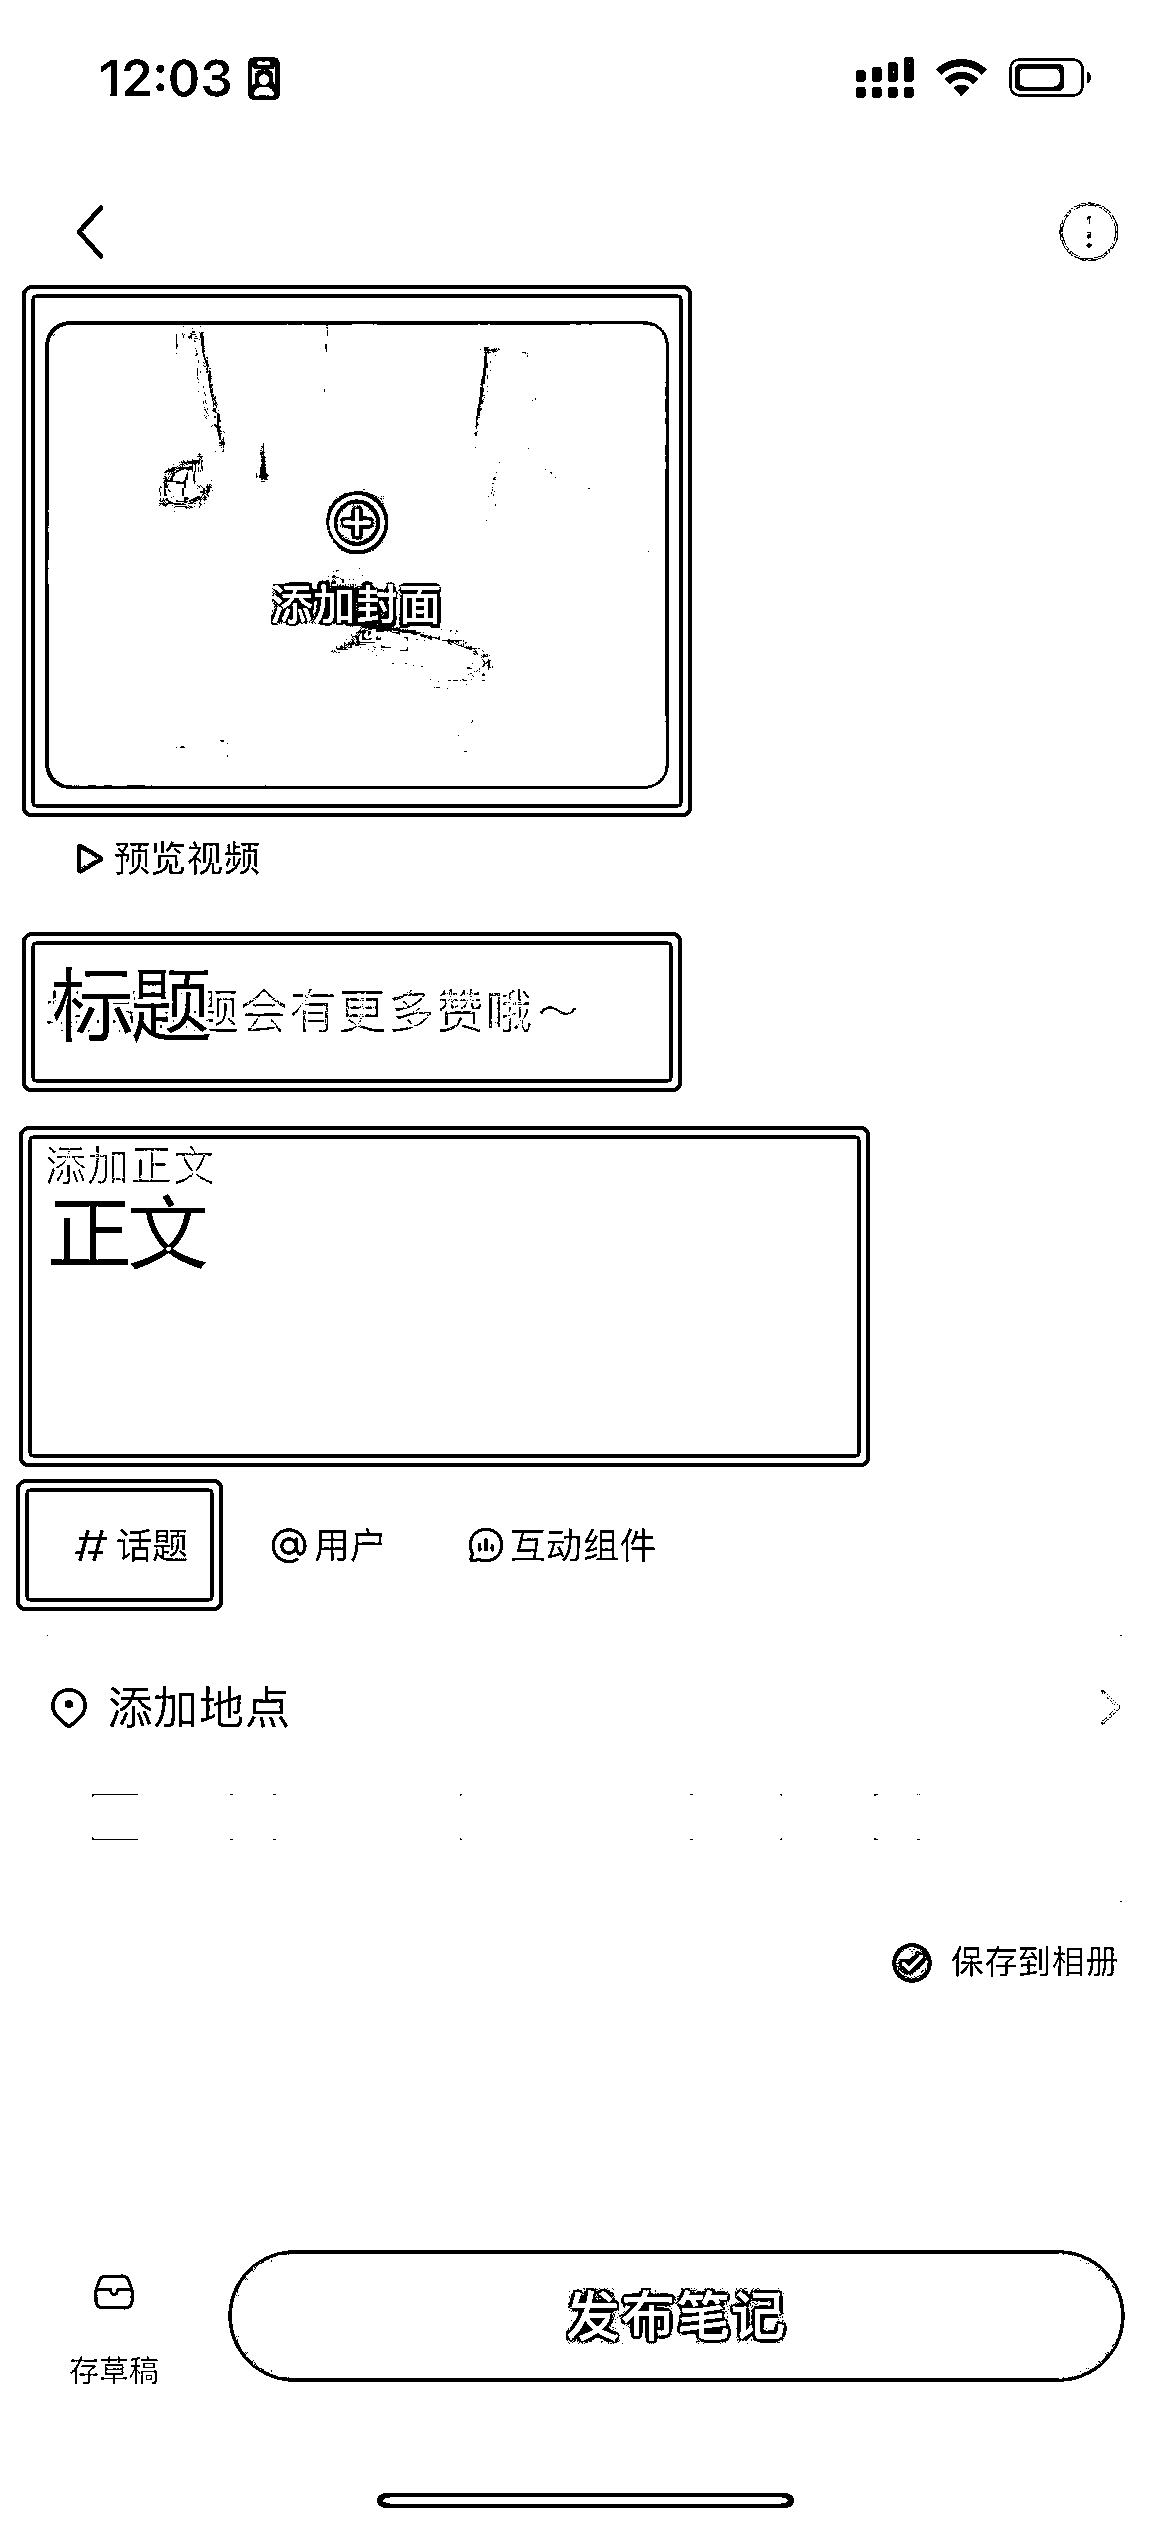 12:03
添加封面
预览视频
标题
题会有更多赞哦～
添加正文
正文
# 话题 @用户 互动组件
添加地点
保存到相册
存草稿
发布笔记